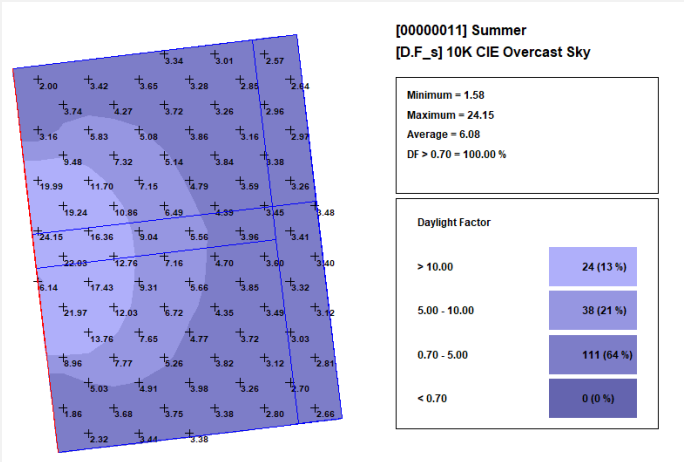 [00000011] Summer
[D.F_s] 10K CIE Overcast Sky
Minimum = 1.58
Maximum = 24.15
Average = 6.08
DF > 0.70 = 100.00 %
Daylight Factor
> 10.00 24 (13 %)
5.00 - 10.00 38 (21 %)
0.70 - 5.00 111 (64 %)
< 0.70 0 (0 %)
3.34 3.01 2.57
2.00 3.42 3.65 3.28 2.85 2.64
3.74 4.27 3.72 3.26 2.96
3.16 5.83 5.08 3.86 3.16 2.97
9.48 7.32 5.14 3.84 3.38
19.99 11.70 7.15 4.79 3.59 3.26
19.24 10.86 6.49 4.39 3.45 3.48
24.15 16.36 9.04 5.56 3.96 3.41
22.03 12.76 7.16 4.70 3.60 3.40
6.14 17.43 9.31 5.66 3.85 3.32
21.97 12.03 6.72 4.35 3.49 3.12
13.76 7.65 4.77 3.72 3.03
8.96 7.77 5.26 3.82 3.12 2.81
5.03 4.91 3.98 3.26 2.70
1.86 3.68 3.75 3.38 2.80 2.66
2.32 3.44 3.38